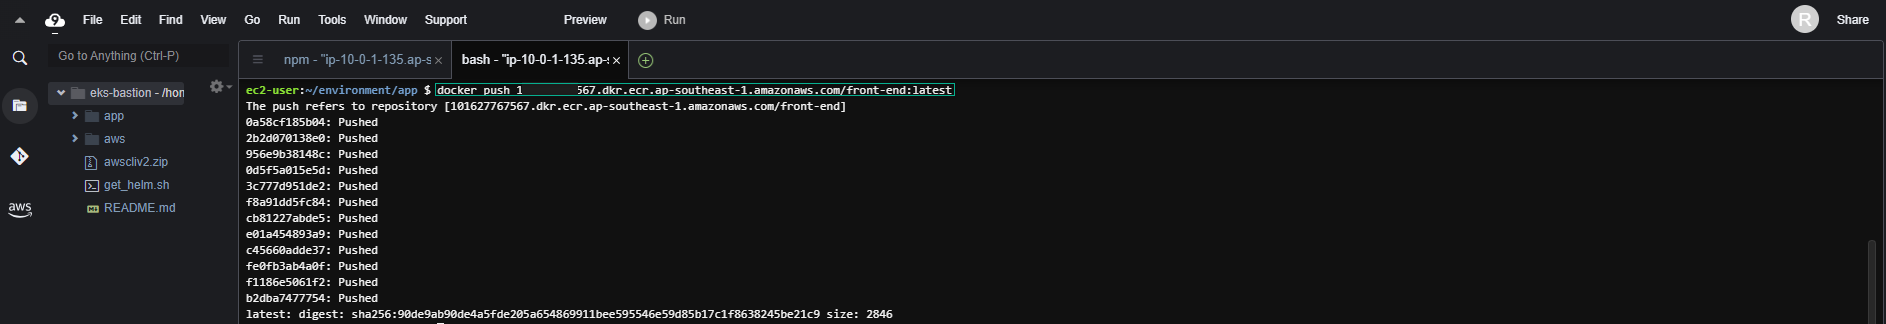 File Edit Find View Go Run Tools Window Support Preview Run R Share
Go to Anything (Ctrl-P)
npm - "ip-10-0-1-135.ap-s × bash - "ip-10-0-1-135.ap-s ×
eks-bastion - /hon
app
aws
awscliv2.zip
get_helm.sh
README.md
aws
ec2-user:~/environment/app $ docker push 1 567.dkr.ecr.ap-southeast-1.amazonaws.com/front-end:latest
The push refers to repository [101627767567.dkr.ecr.ap-southeast-1.amazonaws.com/front-end]
0a58cf185b04: Pushed
2b2d070138e0: Pushed
956e9b38148c: Pushed
0d5f5a015e5d: Pushed
3c777d951de2: Pushed
f8a91dd5fc84: Pushed
cb81227abde5: Pushed
e01a454893a9: Pushed
c45660adde37: Pushed
fe0fb3ab4a0f: Pushed
f1186e5061f2: Pushed
b2dba7477754: Pushed
latest: digest: sha256:90de9ab90de4a5fde205a654869911bee595546e59d85b17c1f8638245be21c9 size: 2846